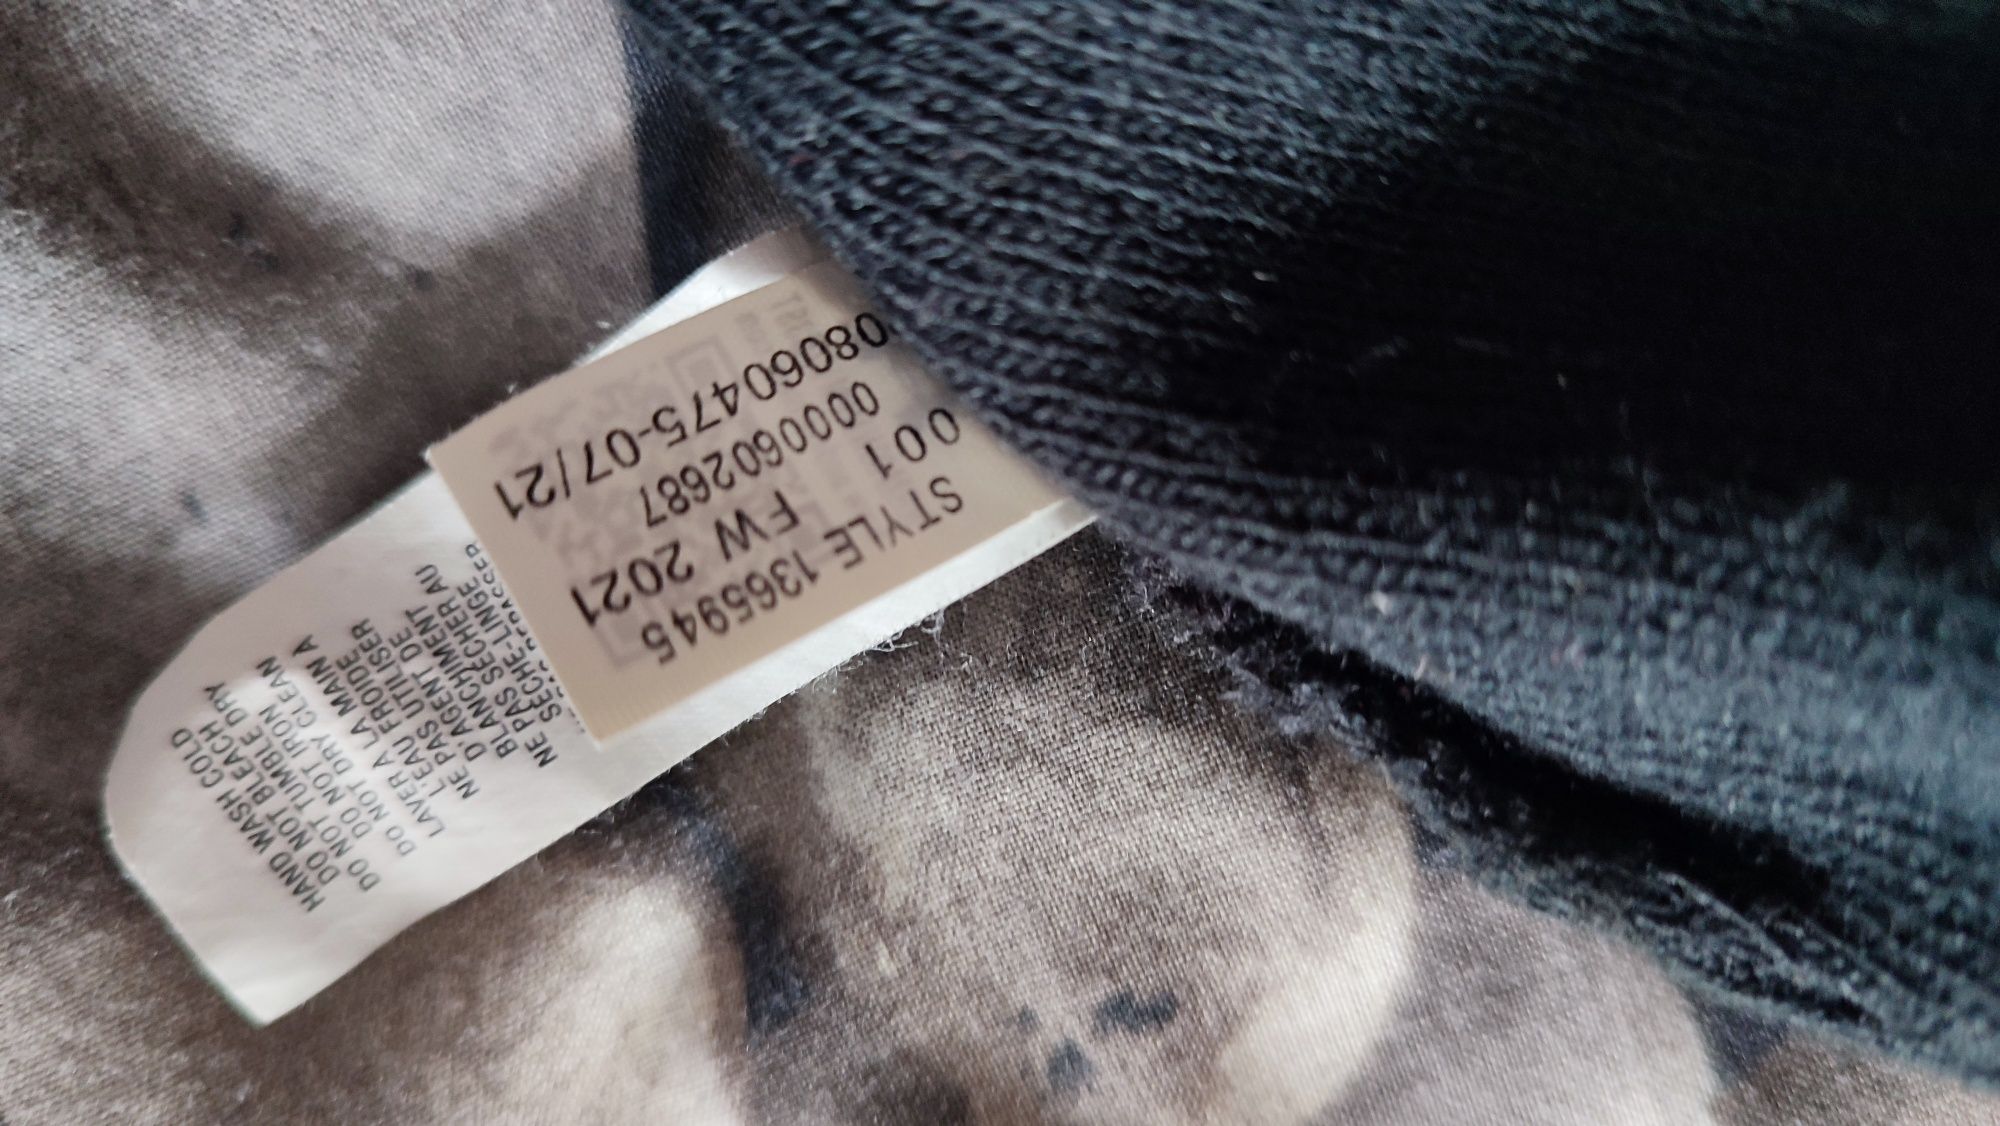 STYLE 1365945
001 FW 2021
0000602687
08060475-07/21
HAND WASH COLD
DO NOT BLEACH
DO NOT TUMBLE DRY
DO NOT IRON
DO NOT DRY CLEAN
LAVER A LA MAIN A
L'EAU FROIDE
NE PAS UTILISER
D'AGENT DE
BLANCHIMENT
NE PAS SECHER AU
SÈCHE-LINGE